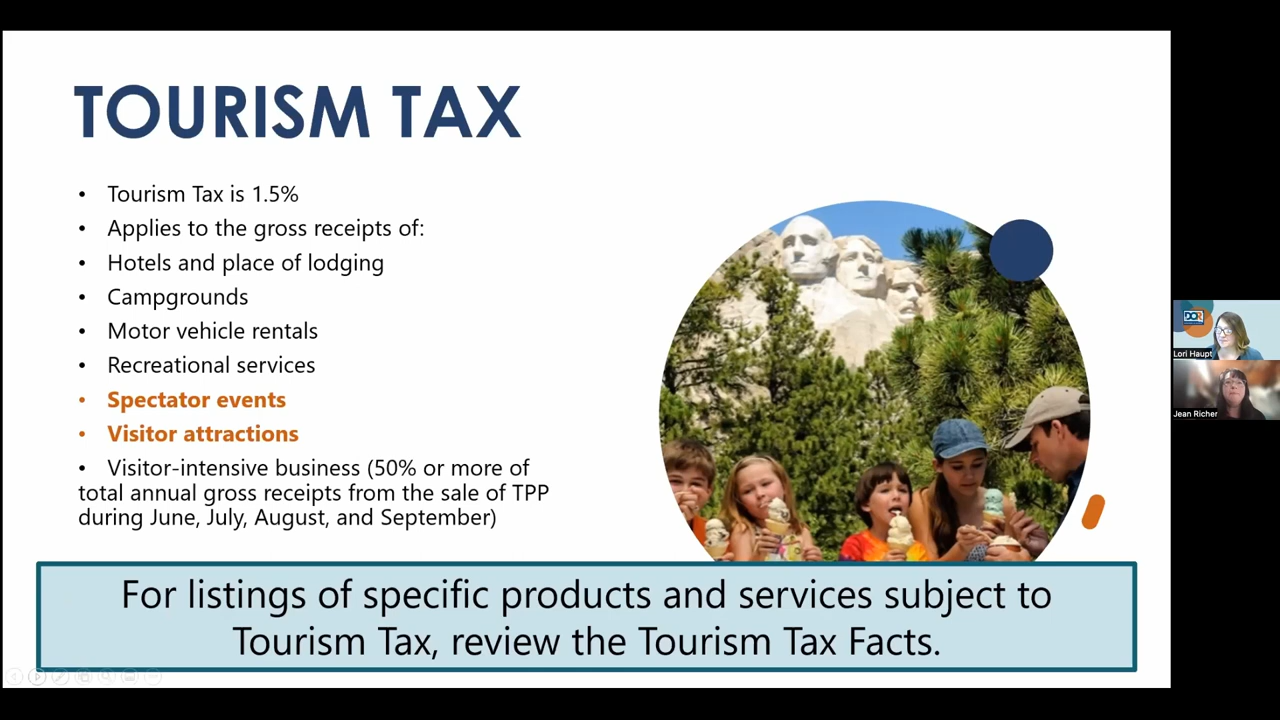 TOURISM TAX
• Tourism Tax is 1.5%
• Applies to the gross receipts of:
• Hotels and place of lodging
• Campgrounds
• Motor vehicle rentals
• Recreational services
• Spectator events
• Visitor attractions
• Visitor-intensive business (50% or more of
total annual gross receipts from the sale of TPP
during June, July, August, and September)
For listings of specific products and services subject to
Tourism Tax, review the Tourism Tax Facts.
DOR
Lori Haupt
Jean Richer